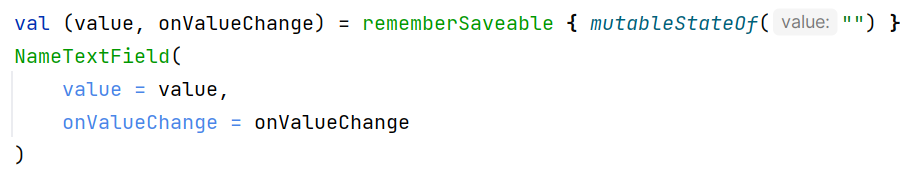 val (value, onValueChange) = rememberSaveable { mutableStateOf( value: "") }
NameTextField(
    value = value,
    onValueChange = onValueChange
)